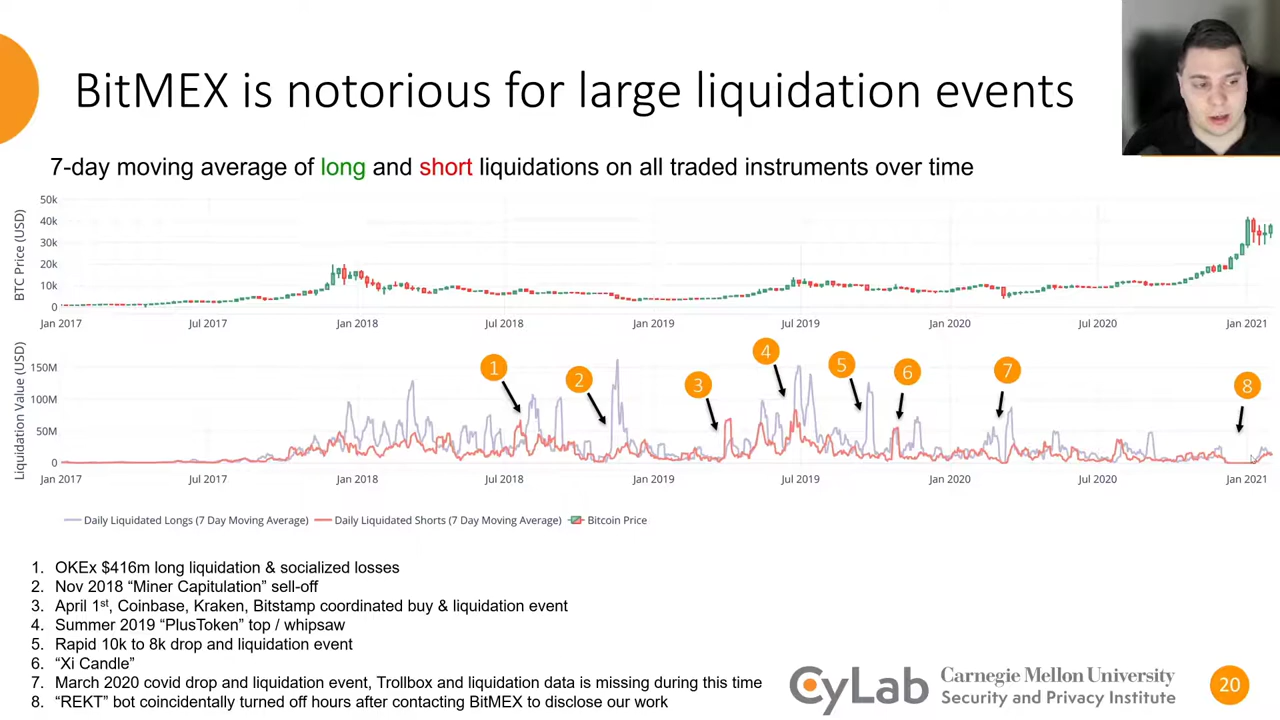 BitMEX is notorious for large liquidation events
7-day moving average of long and short liquidations on all traded instruments over time
BTC Price (USD)
50k
40k
30k
20k
10k
0
Jan 2017 Jul 2017 Jan 2018 Jul 2018 Jan 2019 Jul 2019 Jan 2020 Jul 2020 Jan 2021
Liquidation Value (USD)
150M
100M
50M
0
1 2 3 4 5 6 7 8
Jan 2017 Jul 2017 Jan 2018 Jul 2018 Jan 2019 Jul 2019 Jan 2020 Jul 2020 Jan 2021
Daily Liquidated Longs (7 Day Moving Average) Daily Liquidated Shorts (7 Day Moving Average) Bitcoin Price
1. OKEx $416m long liquidation & socialized losses
2. Nov 2018 “Miner Capitulation” sell-off
3. April 1st, Coinbase, Kraken, Bitstamp coordinated buy & liquidation event
4. Summer 2019 “PlusToken” top / whipsaw
5. Rapid 10k to 8k drop and liquidation event
6. “Xi Candle”
7. March 2020 covid drop and liquidation event, Trollbox and liquidation data is missing during this time
8. “REKT” bot coincidentally turned off hours after contacting BitMEX to disclose our work
CyLab Carnegie Mellon University
Security and Privacy Institute
20